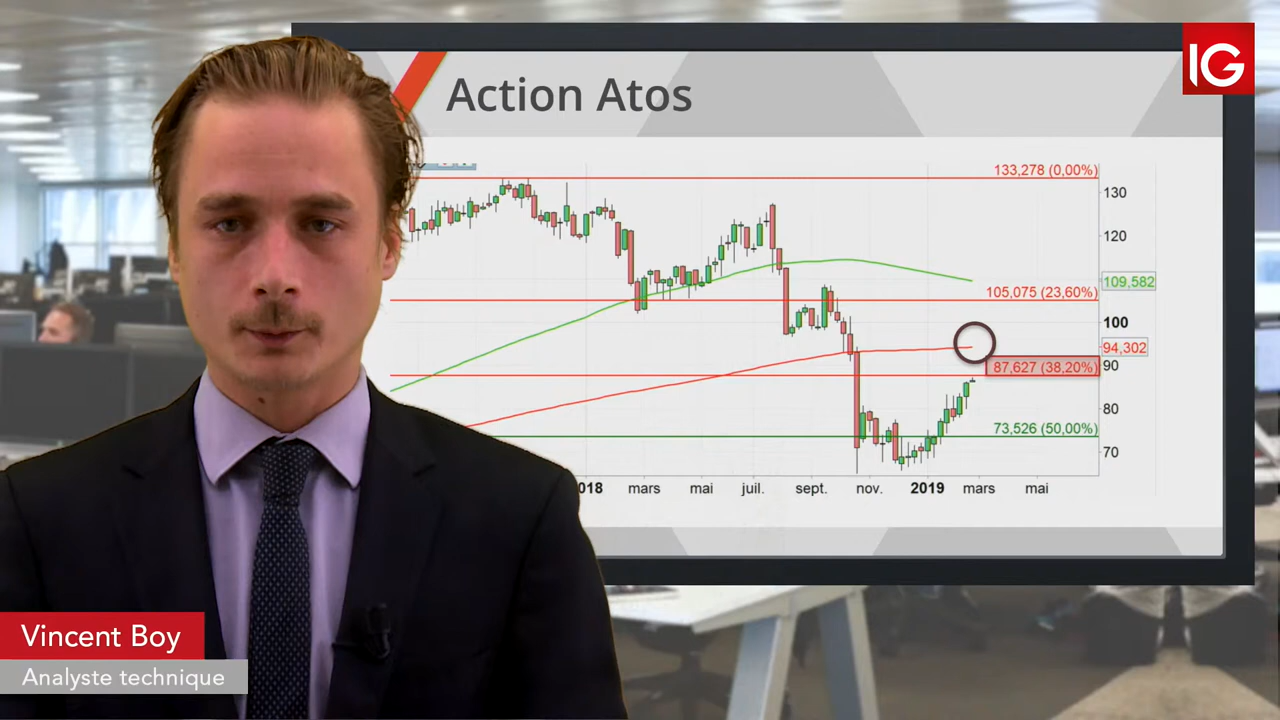 IG
Action Atos
133,278 (0,00%)
130
120
109,582
105,075 (23,60%)
100
94,302
90
87,627 (38,20%)
80
73,526 (50,00%)
70
mars
mai
juil.
sept.
nov.
2019
mars
mai
Vincent Boy
Analyste technique